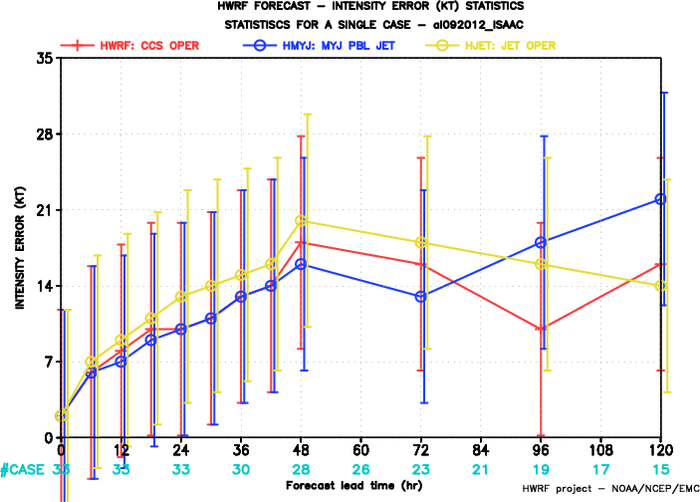 HWRF FORECAST – INTENSITY ERROR (KT) STATISTICS
STATISTISCS FOR A SINGLE CASE – al092012_ISAAC
HWRF: CCS OPER HMYJ: MYJ PBL JET HJET: JET OPER
35
28
21
14
7
0
INTENSITY ERROR (KT)
0 12 24 36 48 60 72 84 96 108 120
#CASE 33 33 33 30 28 26 23 21 19 17 15
Forecast lead time (hr)
HWRF project – NOAA/NCEP/EMC